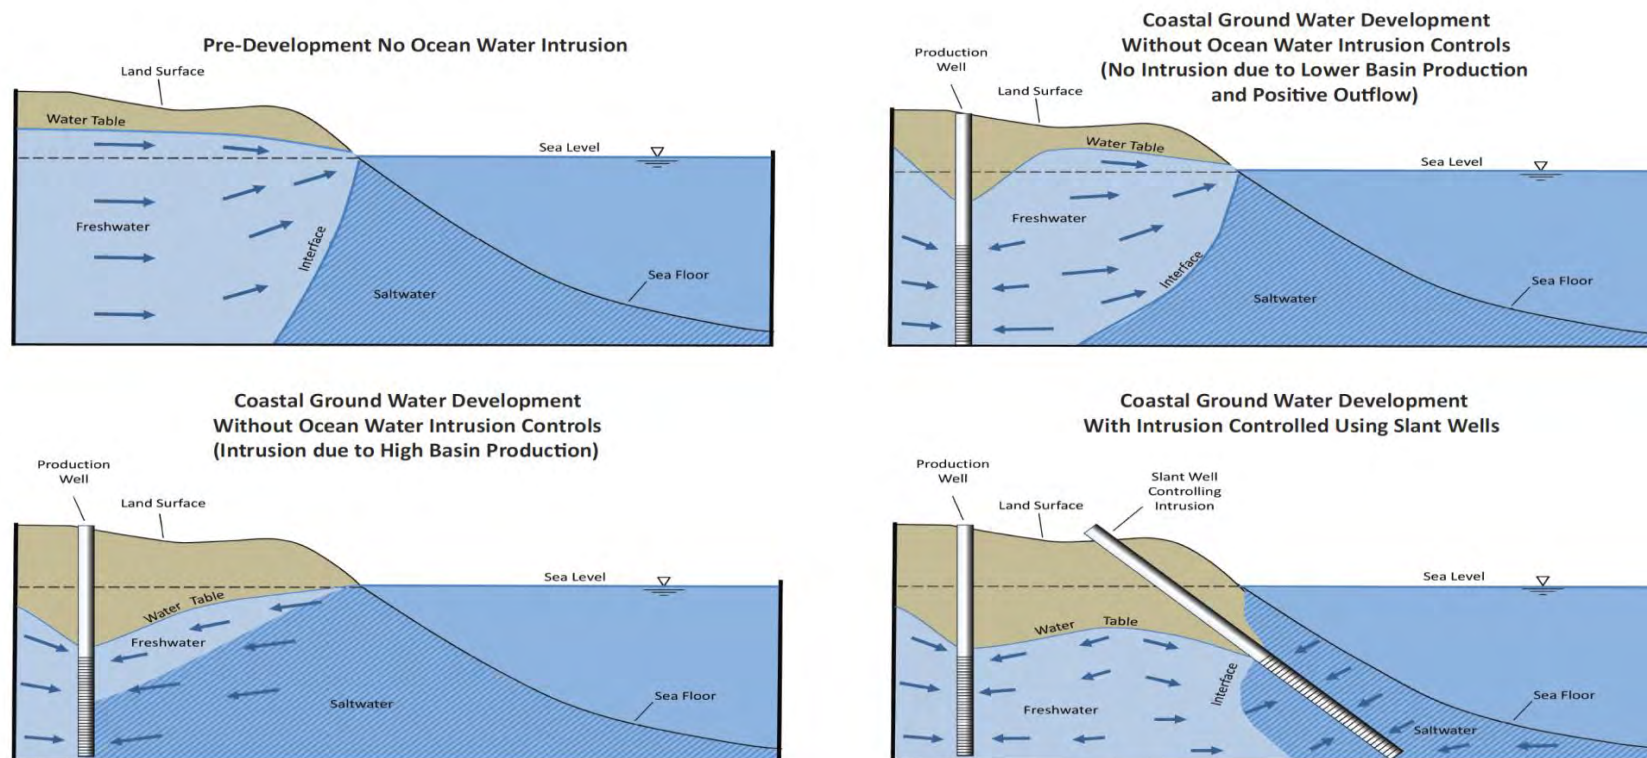 Pre-Development No Ocean Water Intrusion
Land Surface
Water Table
Sea Level
Freshwater
Interface
Sea Floor
Saltwater
Coastal Ground Water Development
Without Ocean Water Intrusion Controls
(No Intrusion due to Lower Basin Production
and Positive Outflow)
Production
Well
Land Surface
Water Table
Sea Level
Freshwater
Interface
Sea Floor
Saltwater
Coastal Ground Water Development
Without Ocean Water Intrusion Controls
(Intrusion due to High Basin Production)
Production
Well
Land Surface
Sea Level
Water Table
Freshwater
Sea Floor
Saltwater
Coastal Ground Water Development
With Intrusion Controlled Using Slant Wells
Production
Well
Slant Well
Controlling
Intrusion
Land Surface
Sea Level
Water Table
Interface
Sea Floor
Freshwater
Saltwater